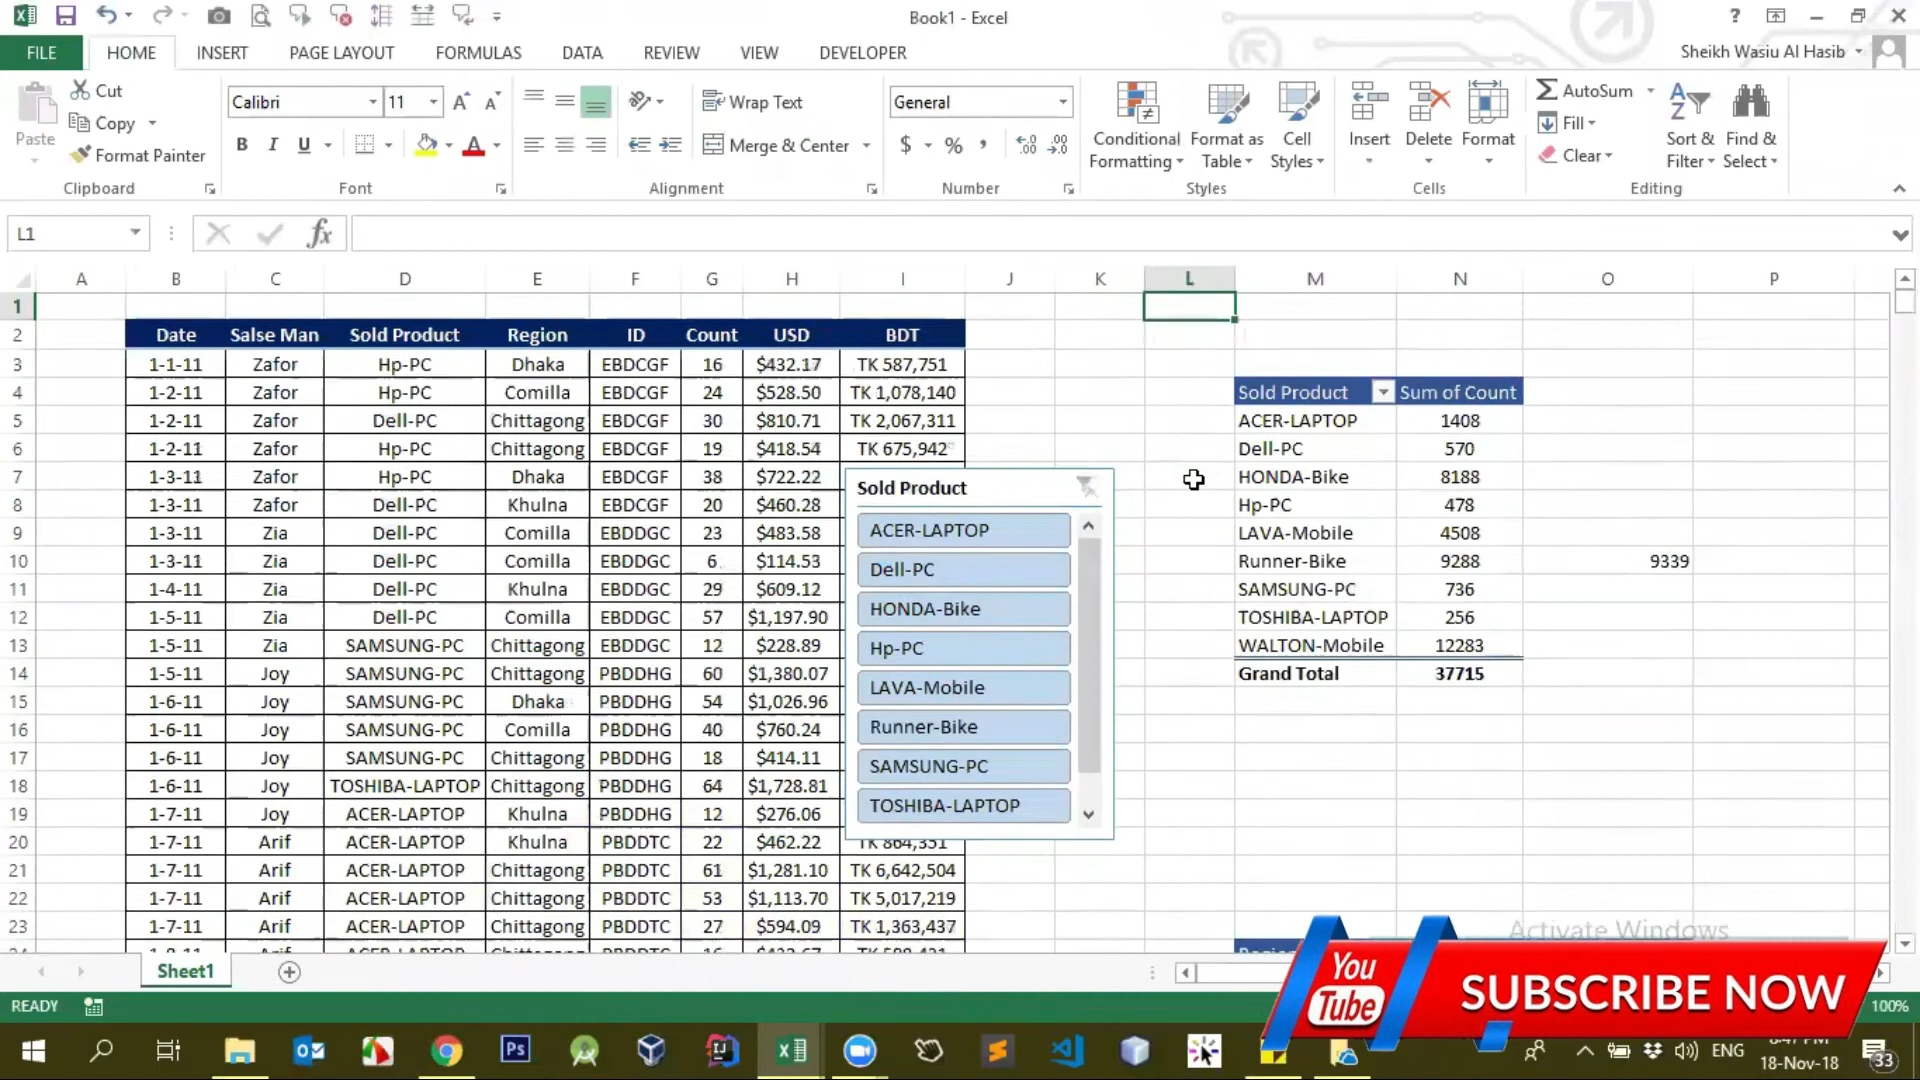 Book1 - Excel
FILE HOME INSERT PAGE LAYOUT FORMULAS DATA REVIEW VIEW DEVELOPER Sheikh Wasiu Al Hasib
Cut
Copy
Format Painter
Paste
Clipboard
Calibri 11
B I U
Font
Wrap Text
Merge & Center
Alignment
General
$ %
Number
Conditional Formatting
Format as Table
Cell Styles
Styles
Insert Delete Format
Cells
AutoSum
Fill
Clear
Sort & Filter
Find & Select
Editing
L1 fx
A B C D E F G H I J K L M N O P
1
2 Date Salse Man Sold Product Region ID Count USD BDT
3 1-1-11 Zafor Hp-PC Dhaka EBDCGF 16 $432.17 TK 587,751
4 1-2-11 Zafor Hp-PC Comilla EBDCGF 24 $528.50 TK 1,078,140 Sold Product Sum of Count
5 1-2-11 Zafor Dell-PC Chittagong EBDCGF 30 $810.71 TK 2,067,311 ACER-LAPTOP 1408
6 1-2-11 Zafor Hp-PC Chittagong EBDCGF 19 $418.54 TK 675,942 Dell-PC 570
7 1-3-11 Zafor Hp-PC Dhaka EBDCGF 38 $722.22 HONDA-Bike 8188
8 1-3-11 Zafor Dell-PC Khulna EBDCGF 20 $460.28 Hp-PC 478
9 1-3-11 Zia Dell-PC Comilla EBDDGC 23 $483.58 LAVA-Mobile 4508
10 1-3-11 Zia Dell-PC Comilla EBDDGC 6 $114.53 Runner-Bike 9288 9339
11 1-4-11 Zia Dell-PC Khulna EBDDGC 29 $609.12 SAMSUNG-PC 736
12 1-5-11 Zia Dell-PC Comilla EBDDGC 57 $1,197.90 TOSHIBA-LAPTOP 256
13 1-5-11 Zia SAMSUNG-PC Chittagong EBDDGC 12 $228.89 WALTON-Mobile 12283
14 1-5-11 Joy SAMSUNG-PC Chittagong PBDDHG 60 $1,380.07 Grand Total 37715
15 1-6-11 Joy SAMSUNG-PC Dhaka PBDDHG 54 $1,026.96
16 1-6-11 Joy SAMSUNG-PC Comilla PBDDHG 40 $760.24
17 1-6-11 Joy SAMSUNG-PC Chittagong PBDDHG 18 $414.11
18 1-6-11 Joy TOSHIBA-LAPTOP Chittagong PBDDHG 64 $1,728.81
19 1-7-11 Joy ACER-LAPTOP Khulna PBDDHG 12 $276.06
20 1-7-11 Arif ACER-LAPTOP Khulna PBDDTC 22 $462.22 TK 864,351
21 1-7-11 Arif ACER-LAPTOP Chittagong PBDDTC 61 $1,281.10 TK 6,642,504
22 1-7-11 Arif ACER-LAPTOP Chittagong PBDDTC 53 $1,113.70 TK 5,017,219
23 1-7-11 Arif ACER-LAPTOP Chittagong PBDDTC 27 $594.09 TK 1,363,437
Sold Product
ACER-LAPTOP
Dell-PC
HONDA-Bike
Hp-PC
LAVA-Mobile
Runner-Bike
SAMSUNG-PC
TOSHIBA-LAPTOP
Activate Windows
Sheet1
You Tube SUBSCRIBE NOW
READY 100%
Ps IJ ENG
18-Nov-18 33